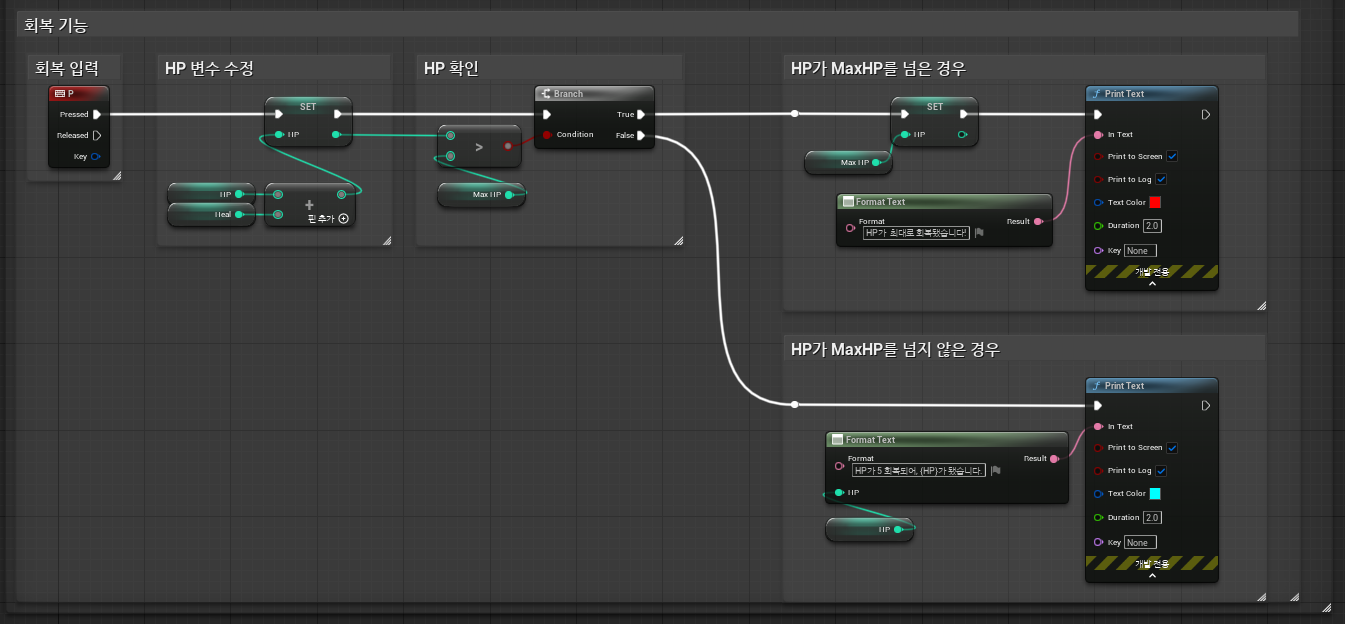 회복 기능
회복 입력
P
Pressed
Released
Key
HP 변수 수정
SET
HP
HP
Heal
+
핀 추가
HP 확인
>
Max HP
Branch
Condition
True
False
HP가 MaxHP를 넘은 경우
SET
HP
Max HP
Format Text
Format
HP가 최대로 회복됐습니다!
Result
f Print Text
In Text
Print to Screen
Print to Log
Text Color
Duration 2.0
Key None
개발 전용
HP가 MaxHP를 넘지 않은 경우
Format Text
Format
HP가 5 회복되어, {HP}가 됐습니다.
Result
HP
HP
f Print Text
In Text
Print to Screen
Print to Log
Text Color
Duration 2.0
Key None
개발 전용